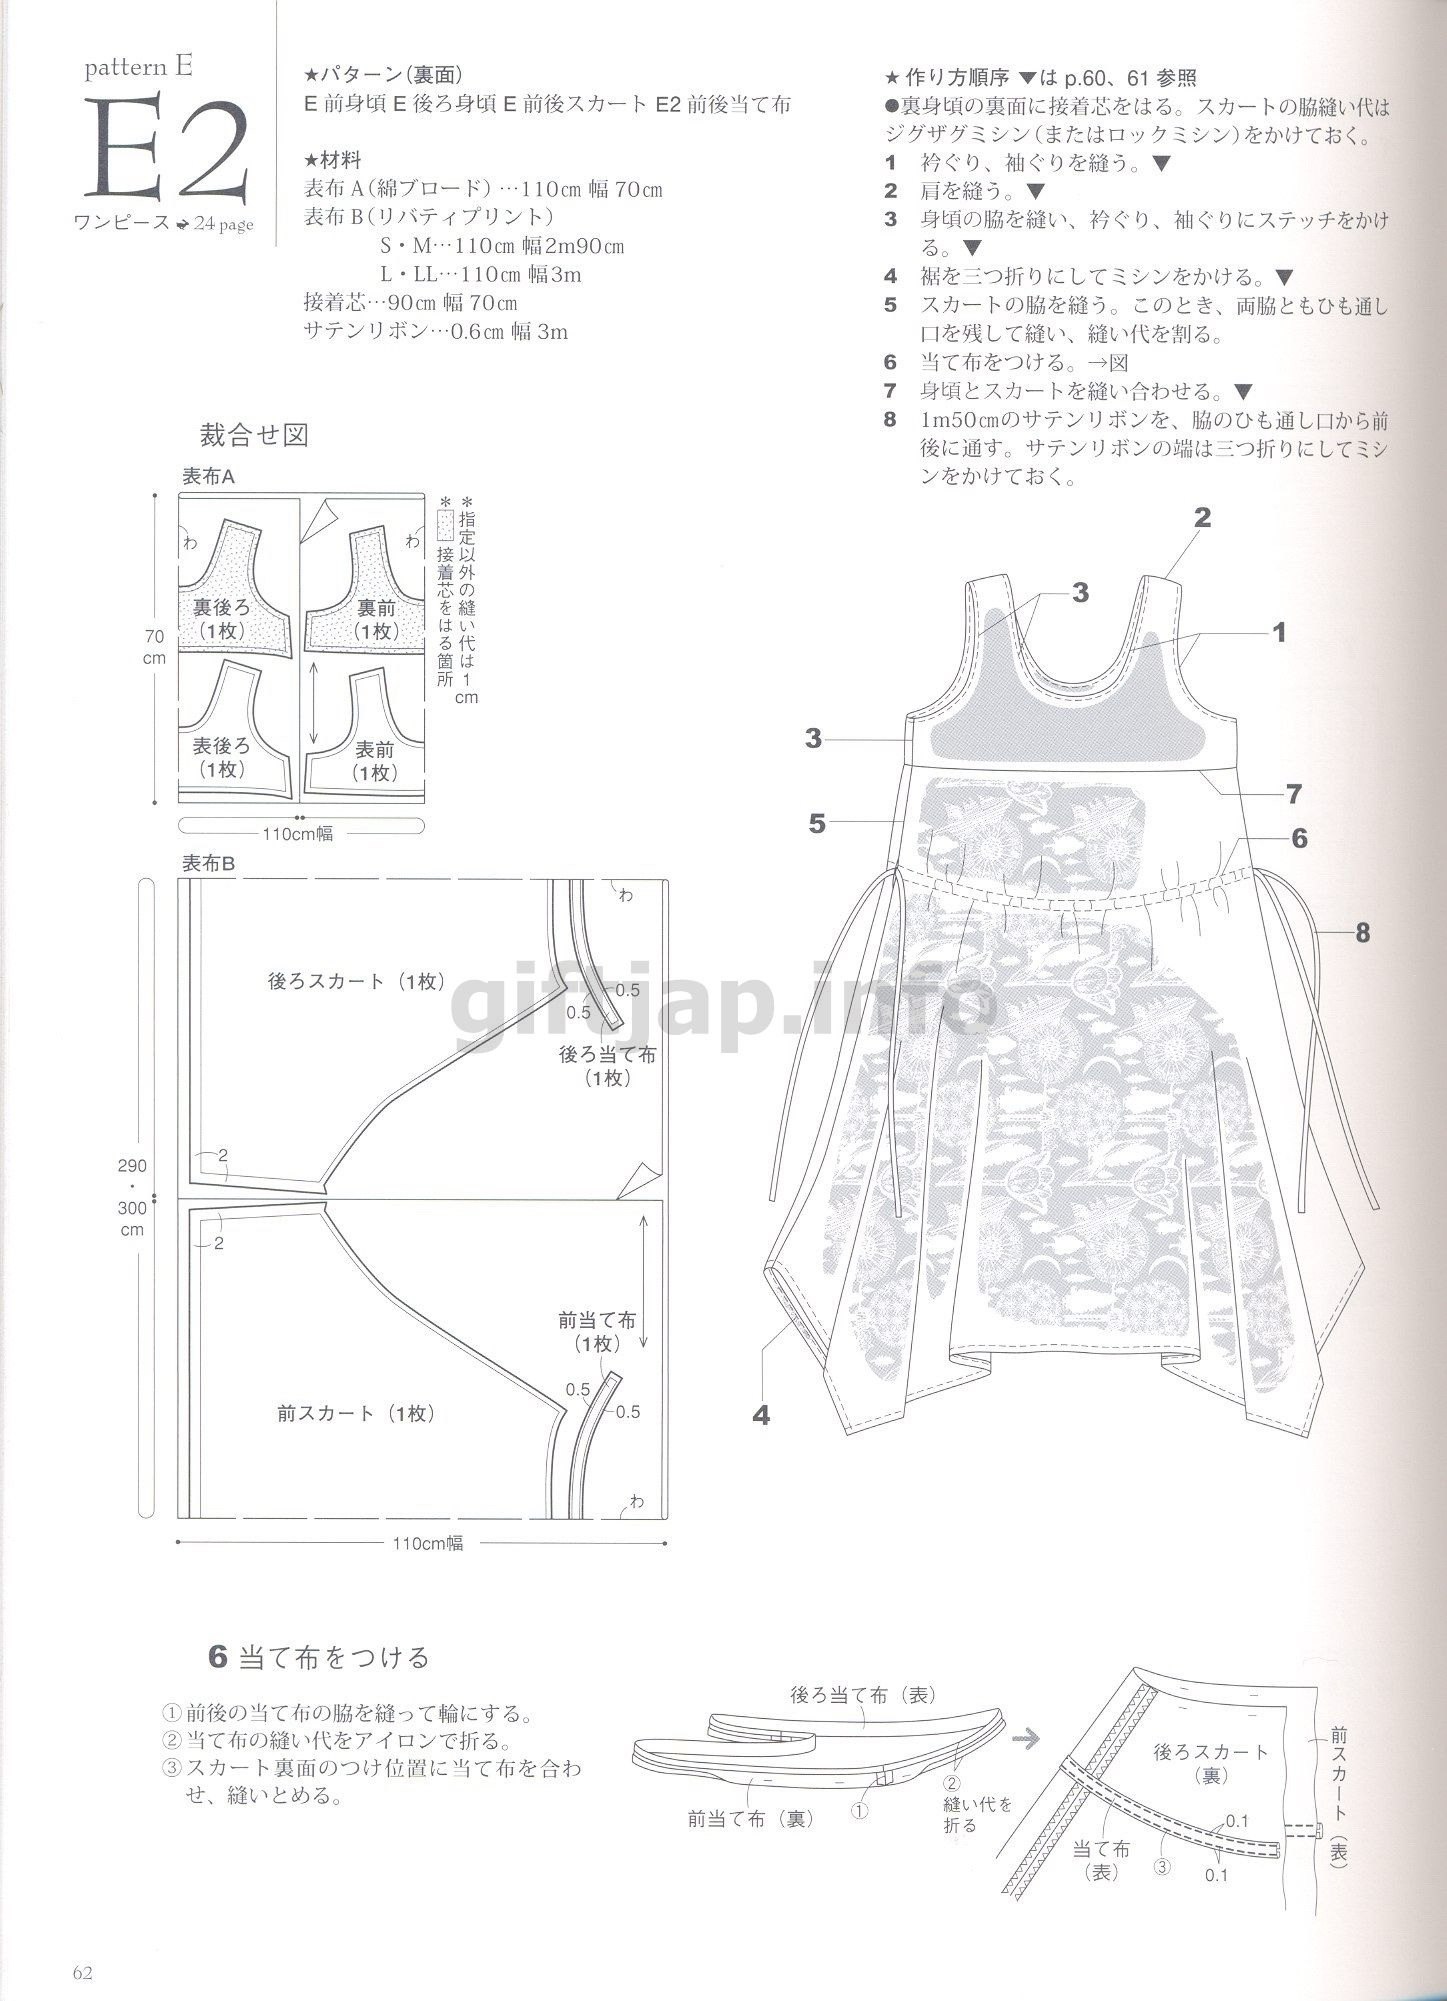 pattern E
E2
ワンピース➔24 page
★パターン(裏面)
E 前身頃 E 後ろ身頃 E 前後スカート E2 前後当て布
★材料
表布 A(綿ブロード)…110㎝ 幅 70㎝
表布 B(リバティプリント)
S・M…110㎝ 幅2m90㎝
L・LL…110㎝ 幅3m
接着芯…90㎝ 幅 70㎝
サテンリボン…0.6㎝ 幅 3m
★作り方順序 ▼は p.60、61 参照
●裏身頃の裏面に接着芯をはる。スカートの脇縫い代は
ジグザグミシン(またはロックミシン)をかけておく。
1 衿ぐり、袖ぐりを縫う。▼
2 肩を縫う。▼
3 身頃の脇を縫い、衿ぐり、袖ぐりにステッチをかけ
る。▼
4 裾を三つ折りにしてミシンをかける。▼
5 スカートの脇を縫う。このとき、両脇ともひも通し
口を残して縫い、縫い代を割る。
6 当て布をつける。→図
7 身頃とスカートを縫い合わせる。▼
8 1m50㎝のサテンリボンを、脇のひも通し口から前
後に通す。サテンリボンの端は三つ折りにしてミシ
ンをかけておく。
裁合せ図
表布A
わ
わ
裏後ろ
(1枚)
裏前
(1枚)
表後ろ
(1枚)
表前
(1枚)
70
cm
110cm幅
*指定以外の縫い代は1cm
*接着芯をはる箇所
表布B
わ
後ろスカート(1枚)
0.5
0.5
後ろ当て布
(1枚)
2
290
・
300
cm
2
前当て布
(1枚)
0.5
0.5
前スカート(1枚)
わ
110cm幅
2
3
1
3
7
5
6
8
4
giftjap.info
6 当て布をつける
①前後の当て布の脇を縫って輪にする。
②当て布の縫い代をアイロンで折る。
③スカート裏面のつけ位置に当て布を合わ
せ、縫いとめる。
後ろ当て布(表)
前当て布(裏)
①
②
縫い代を
折る
後ろスカート
(裏)
前スカート(表)
当て布
(表)
③
0.1
0.1
62